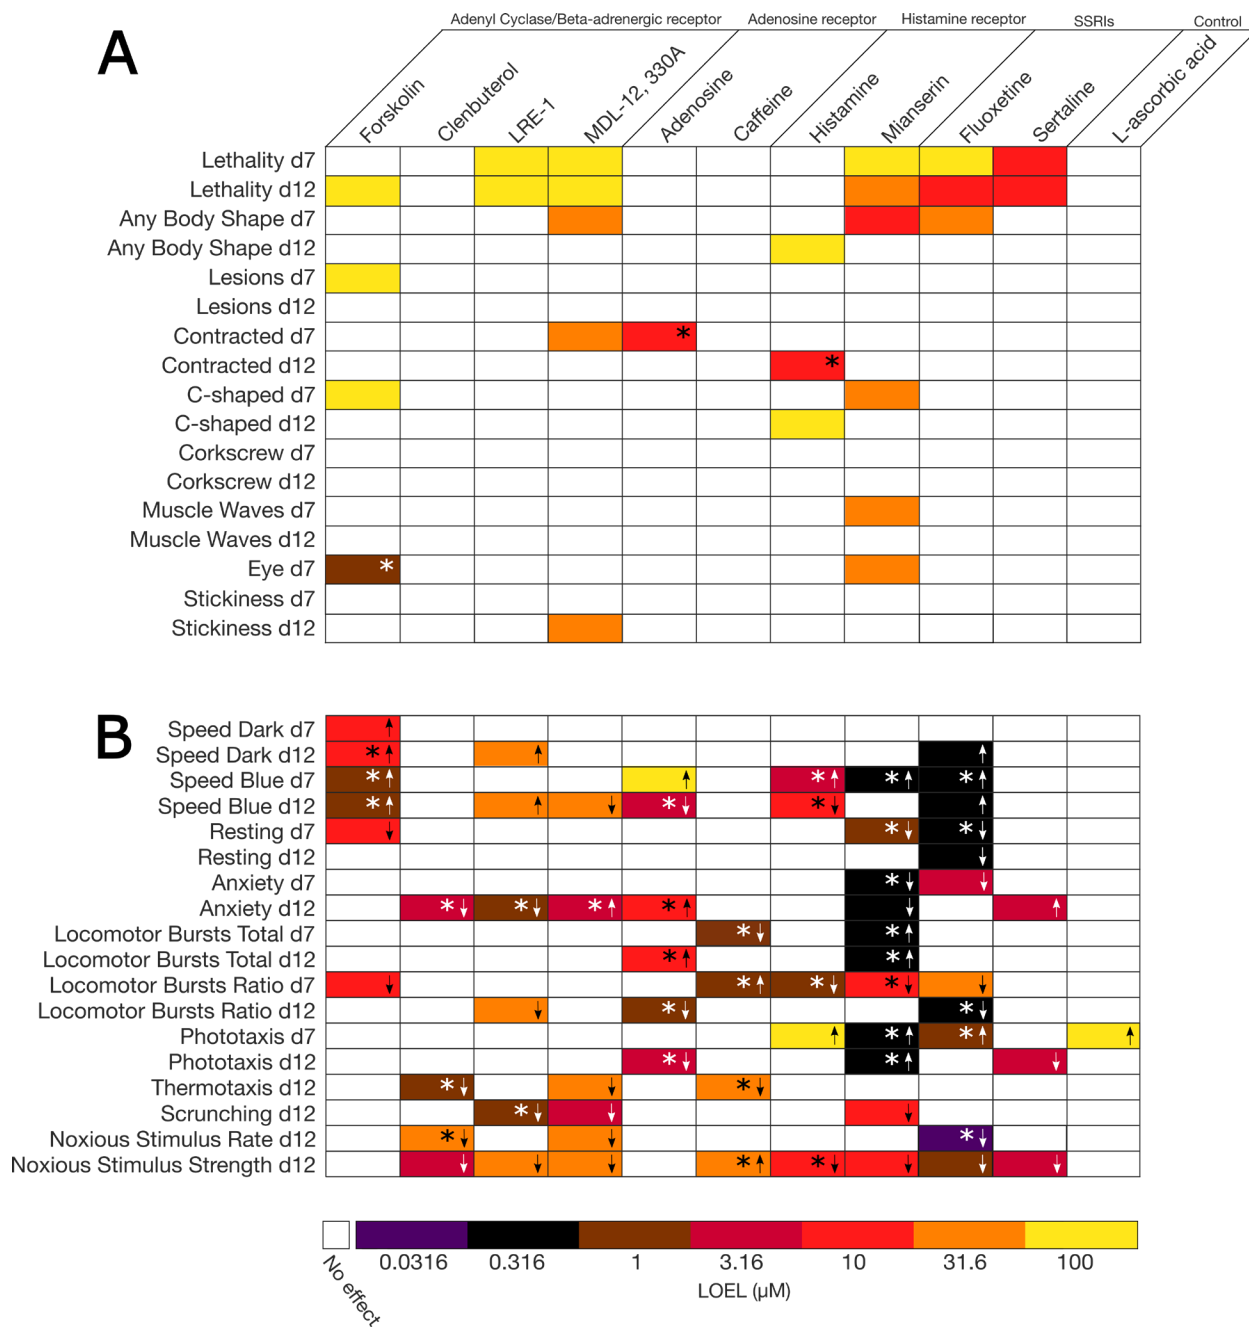 A
Adenyl Cyclase/Beta-adrenergic receptor
Adenosine receptor
Histamine receptor
SSRIs
Control
Forskolin
Clenbuterol
LRE-1
MDL-12, 330A
Adenosine
Caffeine
Histamine
Mianserin
Fluoxetine
Sertaline
L-ascorbic acid
Lethality d7
Lethality d12
Any Body Shape d7
Any Body Shape d12
Lesions d7
Lesions d12
Contracted d7 *
Contracted d12 *
C-shaped d7
C-shaped d12
Corkscrew d7
Corkscrew d12
Muscle Waves d7
Muscle Waves d12
Eye d7 *
Stickiness d7
Stickiness d12
B
Speed Dark d7 ↑
Speed Dark d12 *↑ ↑ ↑
Speed Blue d7 *↑ ↑ *↑ *↑ *↑
Speed Blue d12 *↑ ↑ ↓ *↓ *↓ ↑
Resting d7 ↓ *↓ *↓
Resting d12 ↓
Anxiety d7 *↓ ↓
Anxiety d12 *↓ *↓ *↑ *↑ ↓ ↑
Locomotor Bursts Total d7 *↓ *↑
Locomotor Bursts Total d12 *↑ *↑
Locomotor Bursts Ratio d7 ↓ *↑ *↓ *↓ ↓
Locomotor Bursts Ratio d12 ↓ *↓ *↓
Phototaxis d7 ↑ *↑ *↑ ↑
Phototaxis d12 *↓ *↑ ↓
Thermotaxis d12 *↓ ↓ *↓
Scrunching d12 *↓ ↓ ↓
Noxious Stimulus Rate d12 *↓ ↓ *↓
Noxious Stimulus Strength d12 ↓ ↓ ↓ *↑ *↓ ↓ ↓ ↓
No effect
0.0316 0.316 1 3.16 10 31.6 100
LOEL (µM)